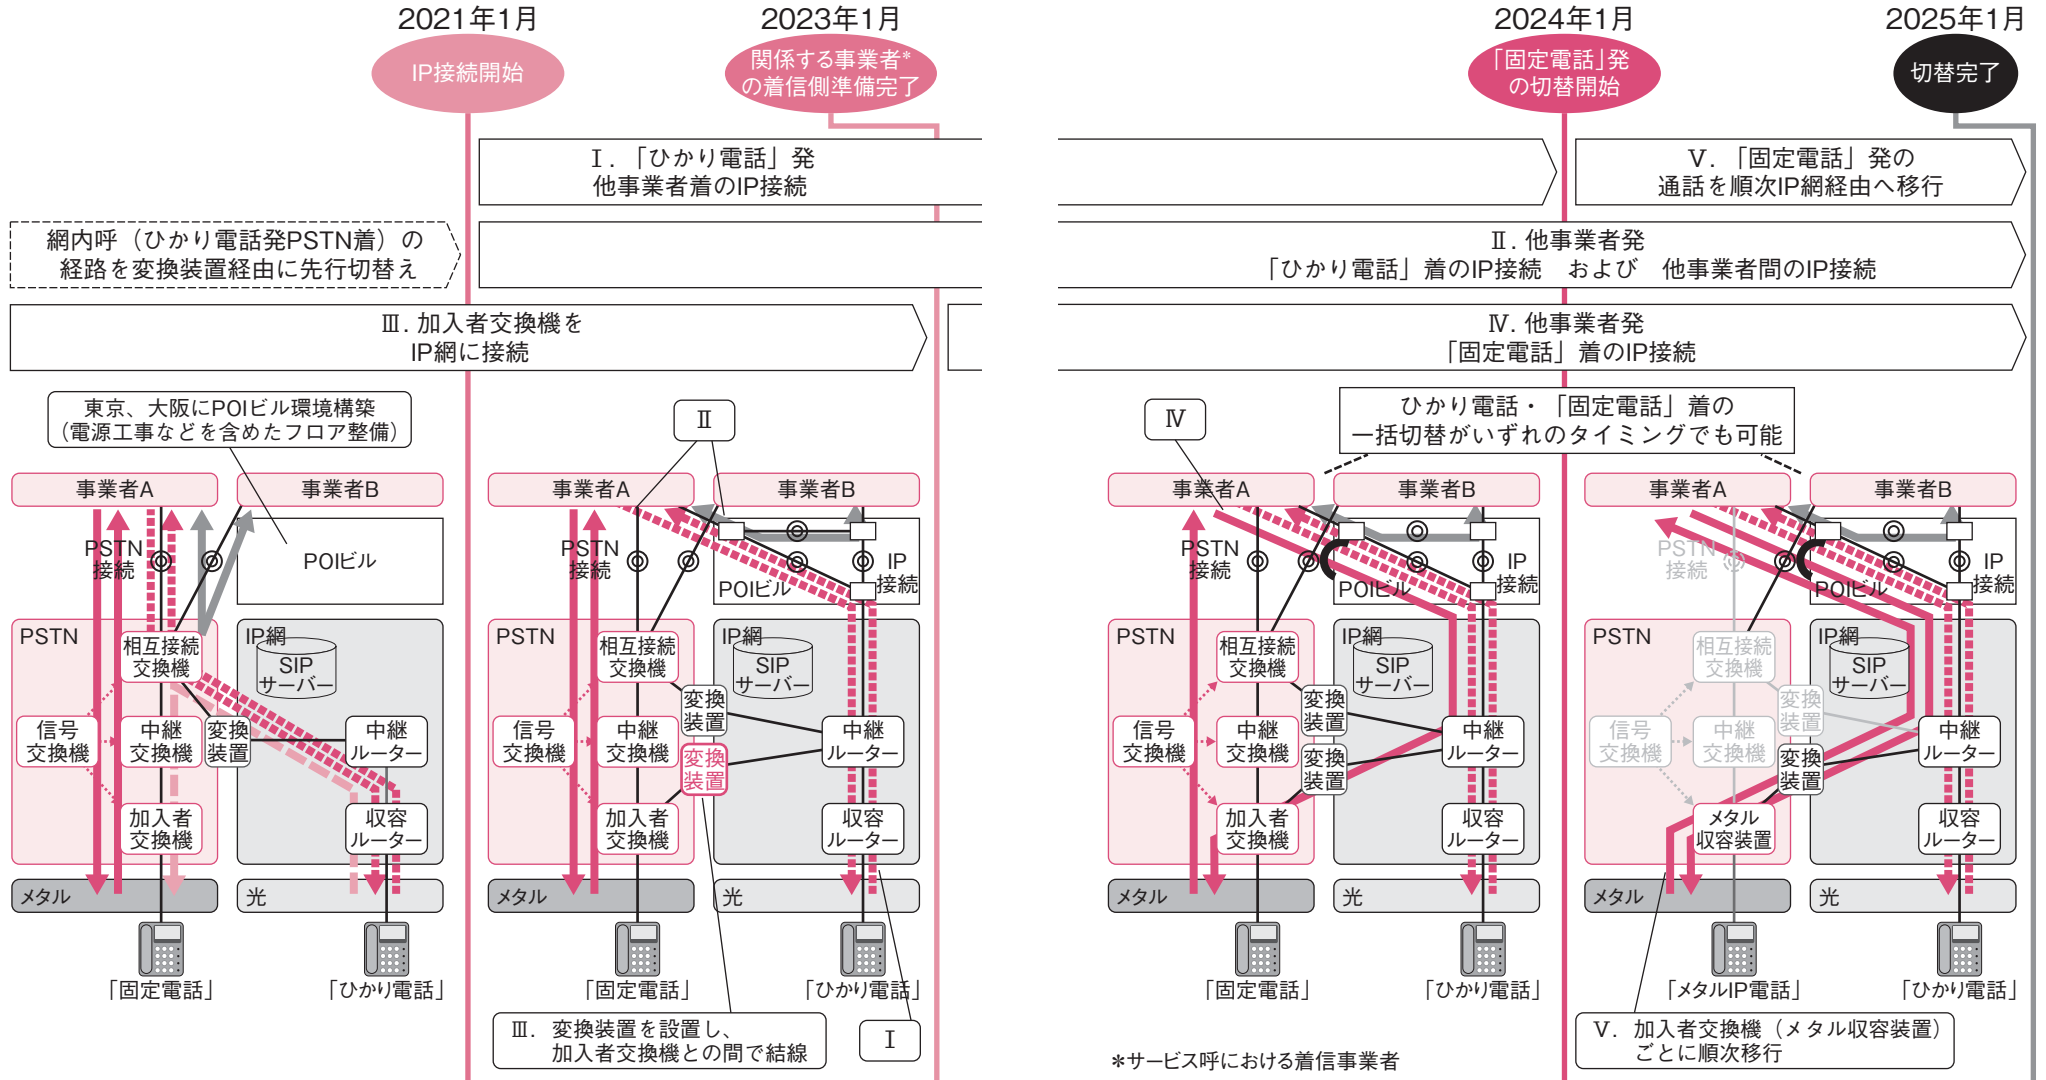 2021年1月
2023年1月
2024年1月
2025年1月
IP接続開始
関係する事業者*
の着信側準備完了
「固定電話」発
の切替開始
切替完了
Ⅰ.「ひかり電話」発
他事業者着のIP接続
Ⅴ.「固定電話」発の
通話を順次IP網経由へ移行
網内呼（ひかり電話発PSTN着）の
経路を変換装置経由に先行切替え
Ⅱ. 他事業者発
「ひかり電話」着のIP接続　および　他事業者間のIP接続
Ⅲ. 加入者交換機を
IP網に接続
Ⅳ. 他事業者発
「固定電話」着のIP接続
東京、大阪にPOIビル環境構築
（電源工事などを含めたフロア整備）
事業者A
事業者B
PSTN
接続
POIビル
PSTN
相互接続
交換機
IP網
SIP
サーバー
信号
交換機
中継
交換機
変換
装置
中継
ルーター
加入者
交換機
収容
ルーター
メタル
光
「固定電話」
「ひかり電話」
Ⅱ
事業者A
事業者B
PSTN
接続
IP
接続
POIビル
PSTN
相互接続
交換機
IP網
SIP
サーバー
変換
装置
信号
交換機
中継
交換機
変換
装置
中継
ルーター
加入者
交換機
収容
ルーター
メタル
光
「固定電話」
「ひかり電話」
Ⅲ. 変換装置を設置し、
加入者交換機との間で結線
Ⅰ
Ⅳ
ひかり電話・「固定電話」着の
一括切替がいずれのタイミングでも可能
事業者A
事業者B
PSTN
接続
IP
接続
POIビル
PSTN
相互接続
交換機
IP網
SIP
サーバー
変換
装置
信号
交換機
中継
交換機
変換
装置
中継
ルーター
加入者
交換機
収容
ルーター
メタル
光
「固定電話」
「ひかり電話」
事業者A
事業者B
PSTN
接続
IP
接続
POIビル
PSTN
相互接続
交換機
IP網
SIP
サーバー
変換
装置
信号
交換機
中継
交換機
変換
装置
中継
ルーター
メタル
収容装置
収容
ルーター
メタル
光
「メタルIP電話」
「ひかり電話」
Ⅴ. 加入者交換機（メタル収容装置）
ごとに順次移行
＊サービス呼における着信事業者